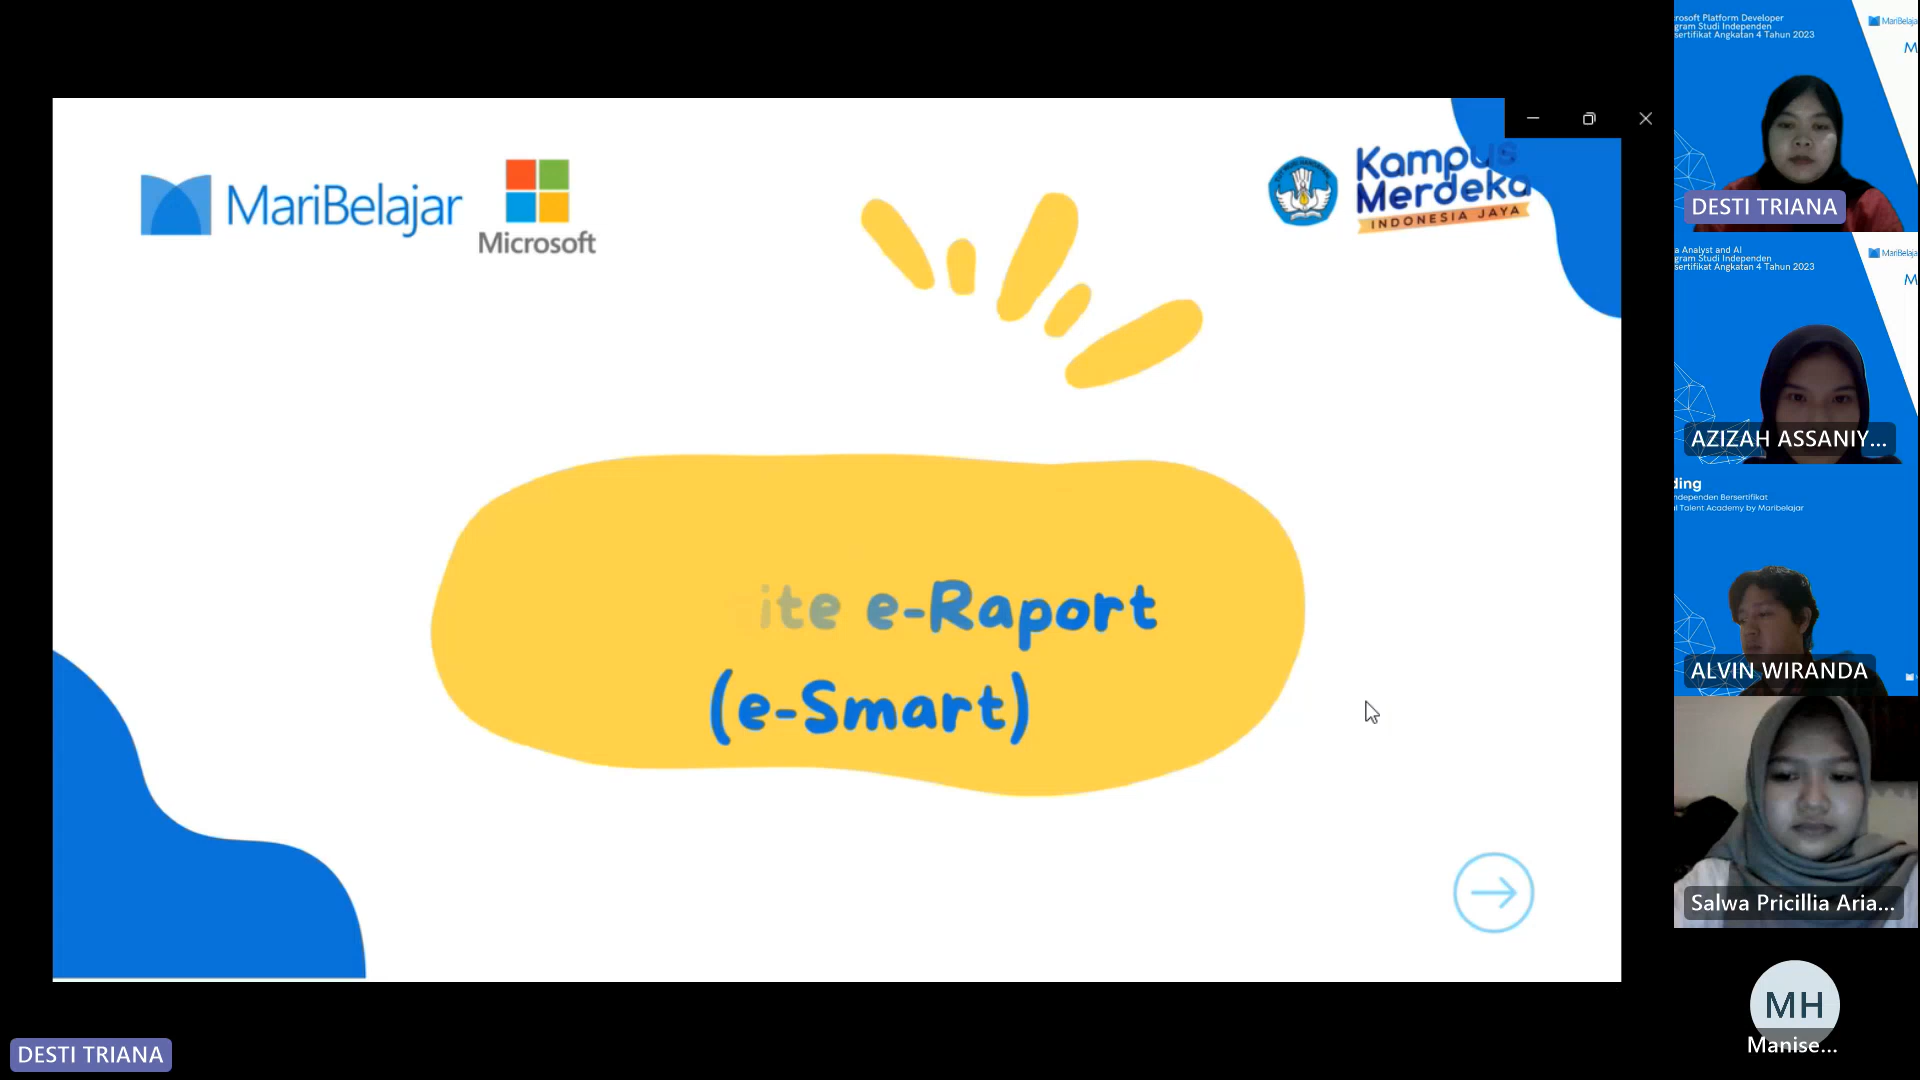 MariBelajar
Microsoft
Kampus
Merdeka
INDONESIA JAYA
ite e-Raport
(e-Smart)
DESTI TRIANA
rosoft Platform Developer
gram Studi Independen
sertifikat Angkatan 4 Tahun 2023
MariBelaja
M
DESTI TRIANA
a Analyst and AI
gram Studi Independen
sertifikat Angkatan 4 Tahun 2023
MariBelaja
M
AZIZAH ASSANIY...
ding
ndependen Bersertifikat
l Talent Academy by Maribelajar
ALVIN WIRANDA
Salwa Pricillia Aria...
MH
Manise...